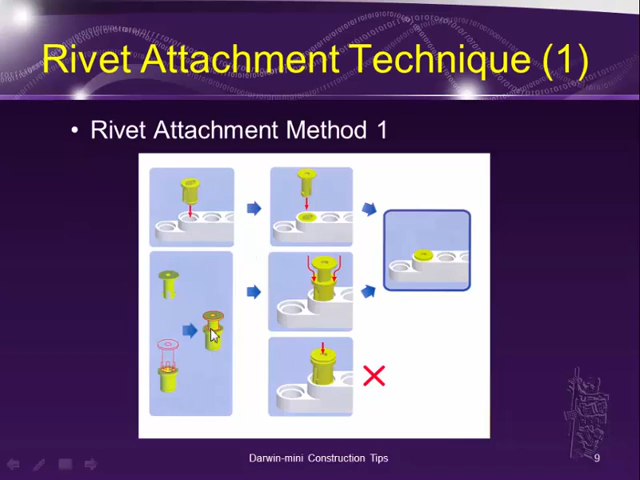 Rivet Attachment Technique (1)
• Rivet Attachment Method 1
Darwin-mini Construction Tips
9